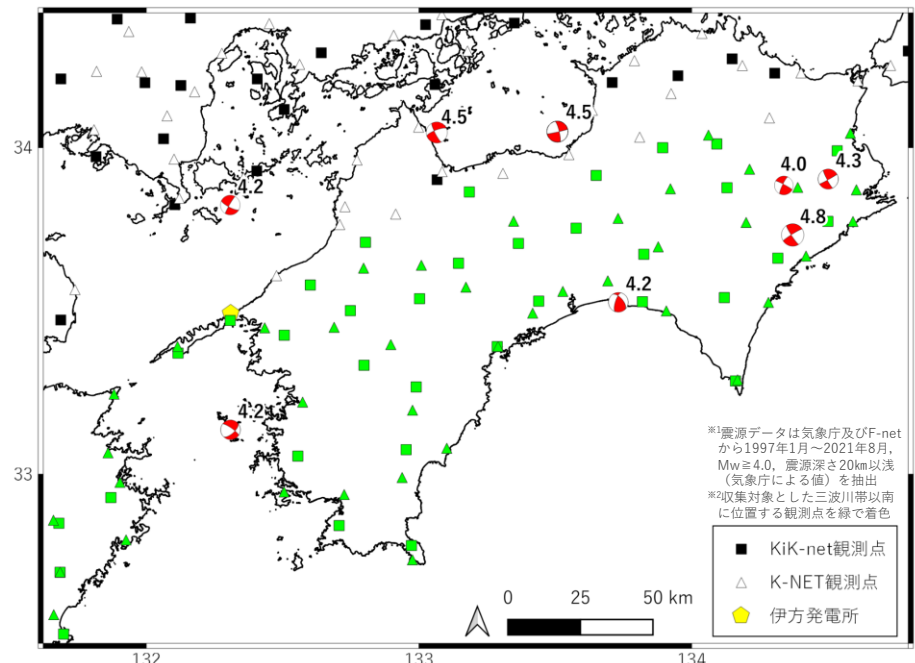 4.5
4.5
34
4.0
4.3
4.2
4.8
4.2
4.2
※1震源データは気象庁及びF-net
から1997年1月～2021年8月,
Mw≧4.0，震源深さ20㎞以浅
（気象庁による値）を抽出
※2収集対象とした三波川帯以南
に位置する観測点を緑で着色
33
KiK-net観測点
K-NET観測点
伊方発電所
0 25 50 km
132 133 134